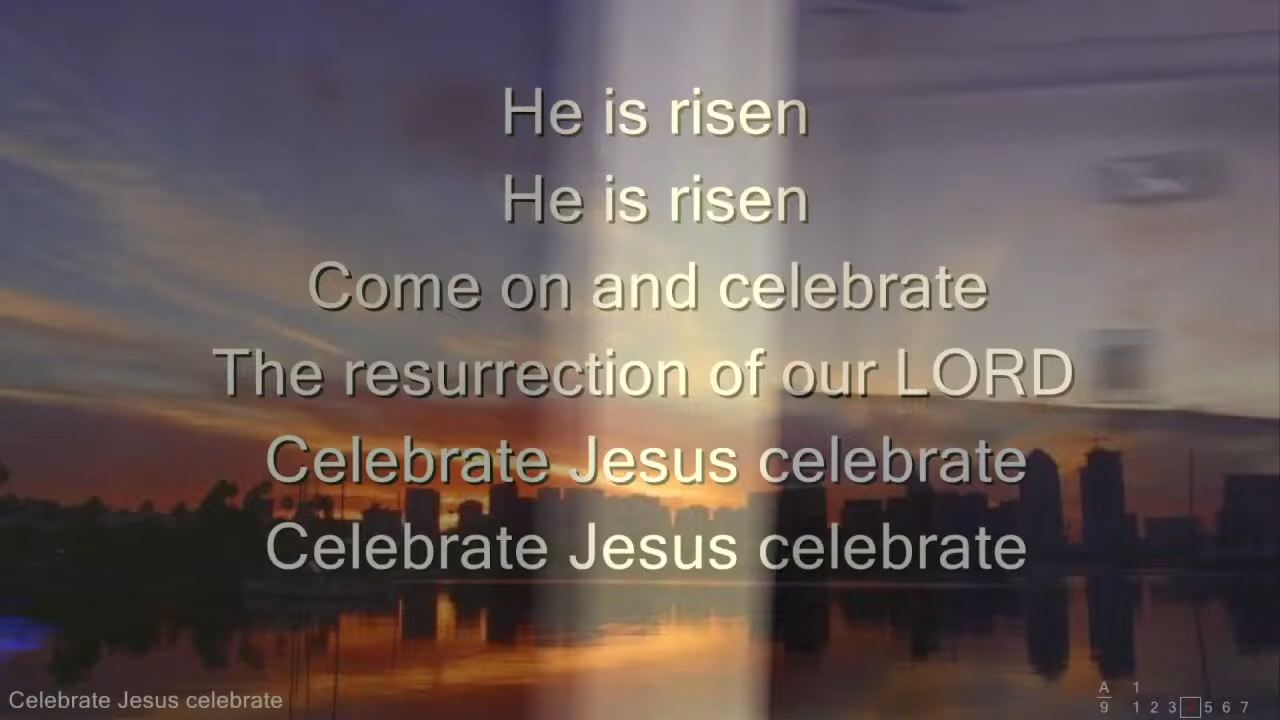 He is risen
He is risen
Come on and celebrate
The resurrection of our LORD
Celebrate Jesus celebrate
Celebrate Jesus celebrate
Celebrate Jesus celebrate
A 1
9 1 2 3 5 6 7